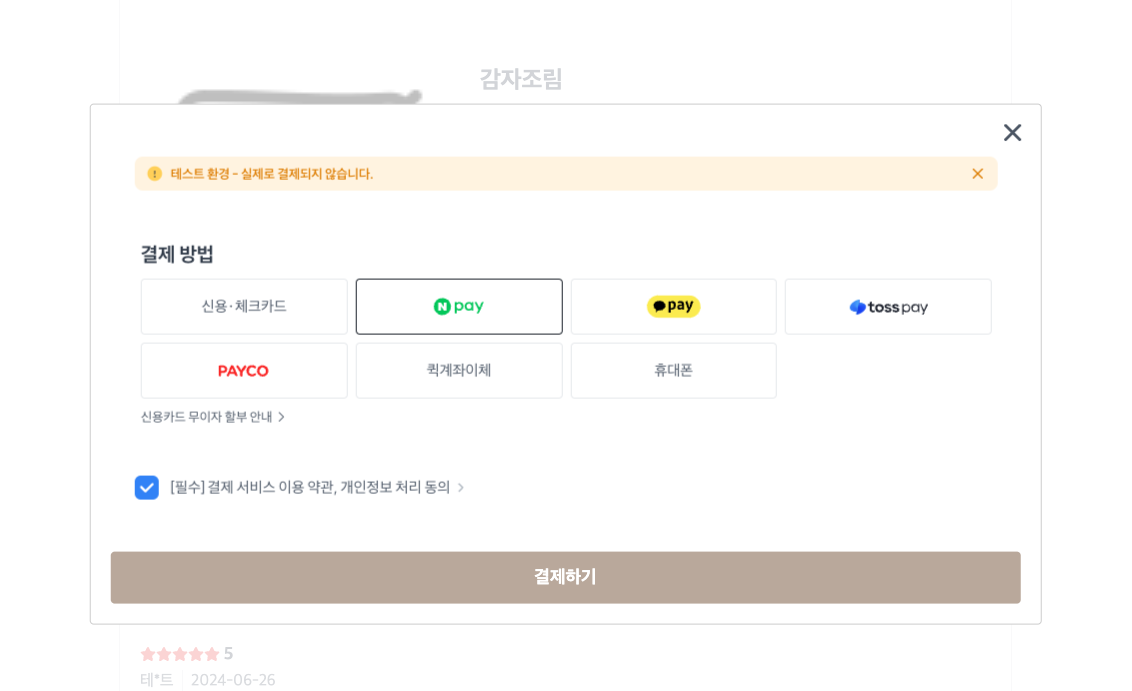 감자조림
테스트 환경 - 실제로 결제되지 않습니다.
결제 방법
신용·체크카드
N pay
pay
toss pay
PAYCO
퀵계좌이체
휴대폰
신용카드 무이자 할부 안내 >
[필수] 결제 서비스 이용 약관, 개인정보 처리 동의 >
결제하기
★★★★★ 5
테*트 | 2024-06-26